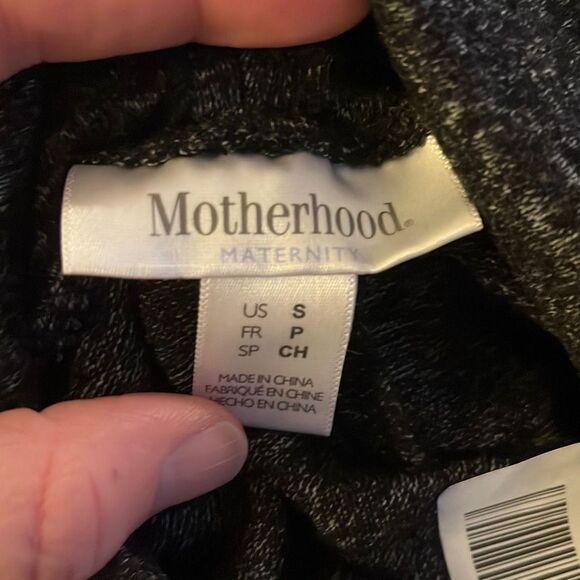 Motherhood®
MATERNITY
US S
FR P
SP CH
MADE IN CHINA
FABRIQUÉ EN CHINE
HECHO EN CHINA